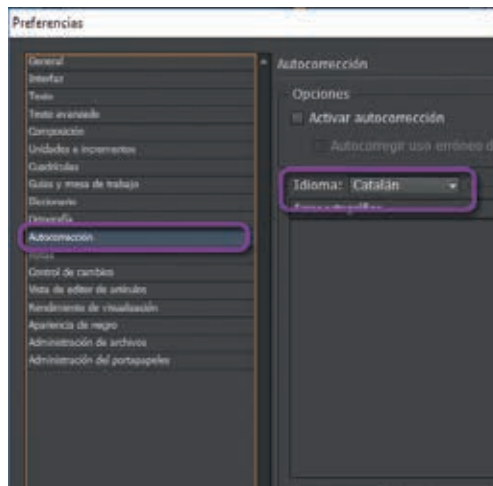 Preferencias
General
Interfaz
Texto
Texto avanzado
Composición
Unidades e incrementos
Cuadrículas
Guías y mesa de trabajo
Diccionario
Ortografía
Autocorrección
Notas
Control de cambios
Vista de editor de artículos
Rendimiento de visualización
Apariencia de negro
Administración de archivos
Administración del portapapeles
Autocorrección
Opciones
Activar autocorrección
Autocorregir uso erróneo d
Idioma: Catalán